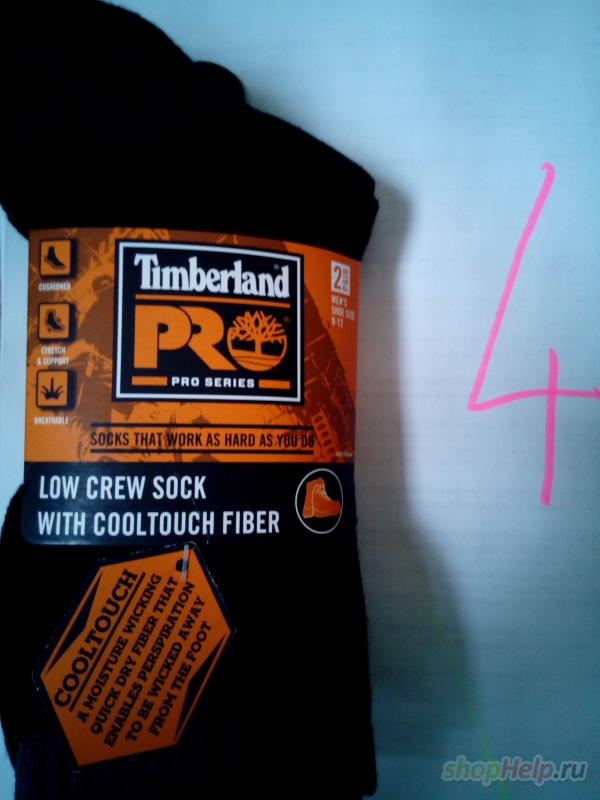 Timberland®
PRO®
PRO SERIES
2 PAIR
MEN'S
SHOE SIZE
9-12
CUSHIONED
STRETCH
& SUPPORT
BREATHABLE
SOCKS THAT WORK AS HARD AS YOU DO
LOW CREW SOCK
WITH COOLTOUCH FIBER
COOLTOUCH
A MOISTURE WICKING
QUICK DRY FIBER THAT
ENABLES PERSPIRATION
TO BE WICKED AWAY
FROM THE FOOT
4
shopHelp.ru